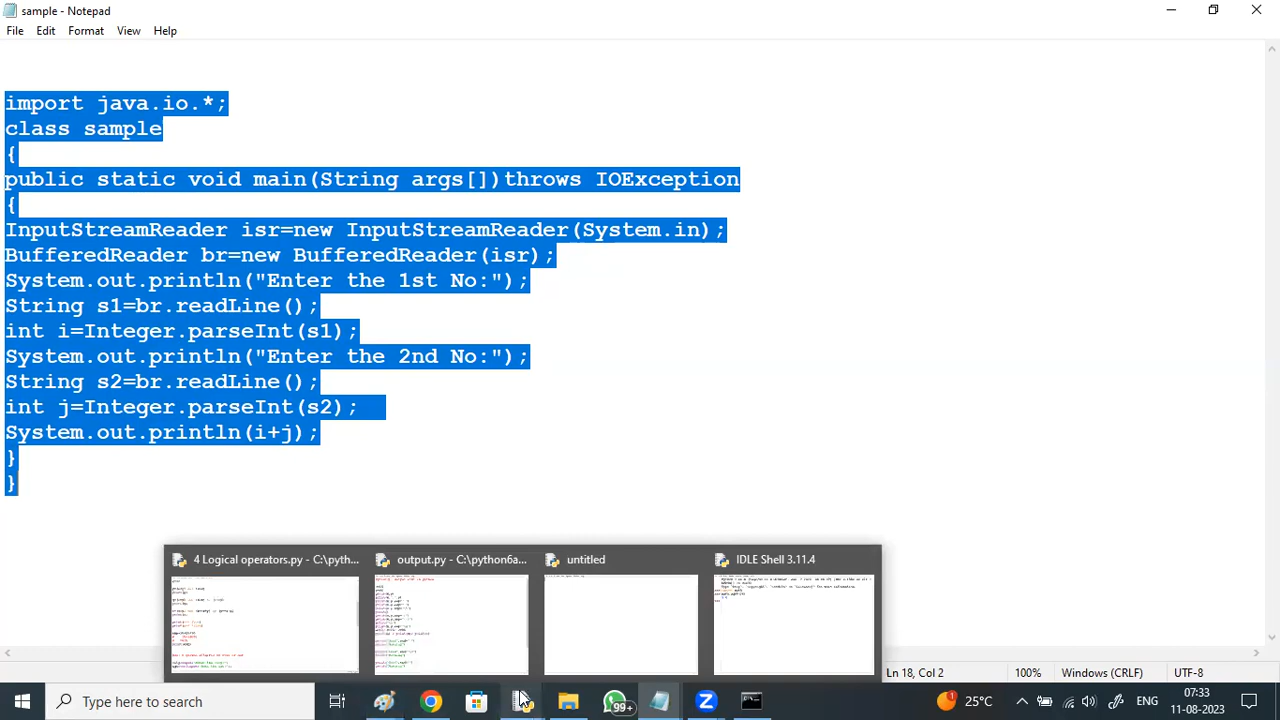 sample - Notepad
File Edit Format View Help
import java.io.*;
class sample
{
public static void main(String args[])throws IOException
{
InputStreamReader isr=new InputStreamReader(System.in);
BufferedReader br=new BufferedReader(isr);
System.out.println("Enter the 1st No:");
String s1=br.readLine();
int i=Integer.parseInt(s1);
System.out.println("Enter the 2nd No:");
String s2=br.readLine();
int j=Integer.parseInt(s2);
System.out.println(i+j);
}
}
4 Logical operators.py - C:\pyth... output.py - C:\python6a... untitled IDLE Shell 3.11.4
Ln 18, Col 2 100% Windows (CRLF) UTF-8
Type here to search 99+ 1 25°C ENG 07:33
11-08-2023